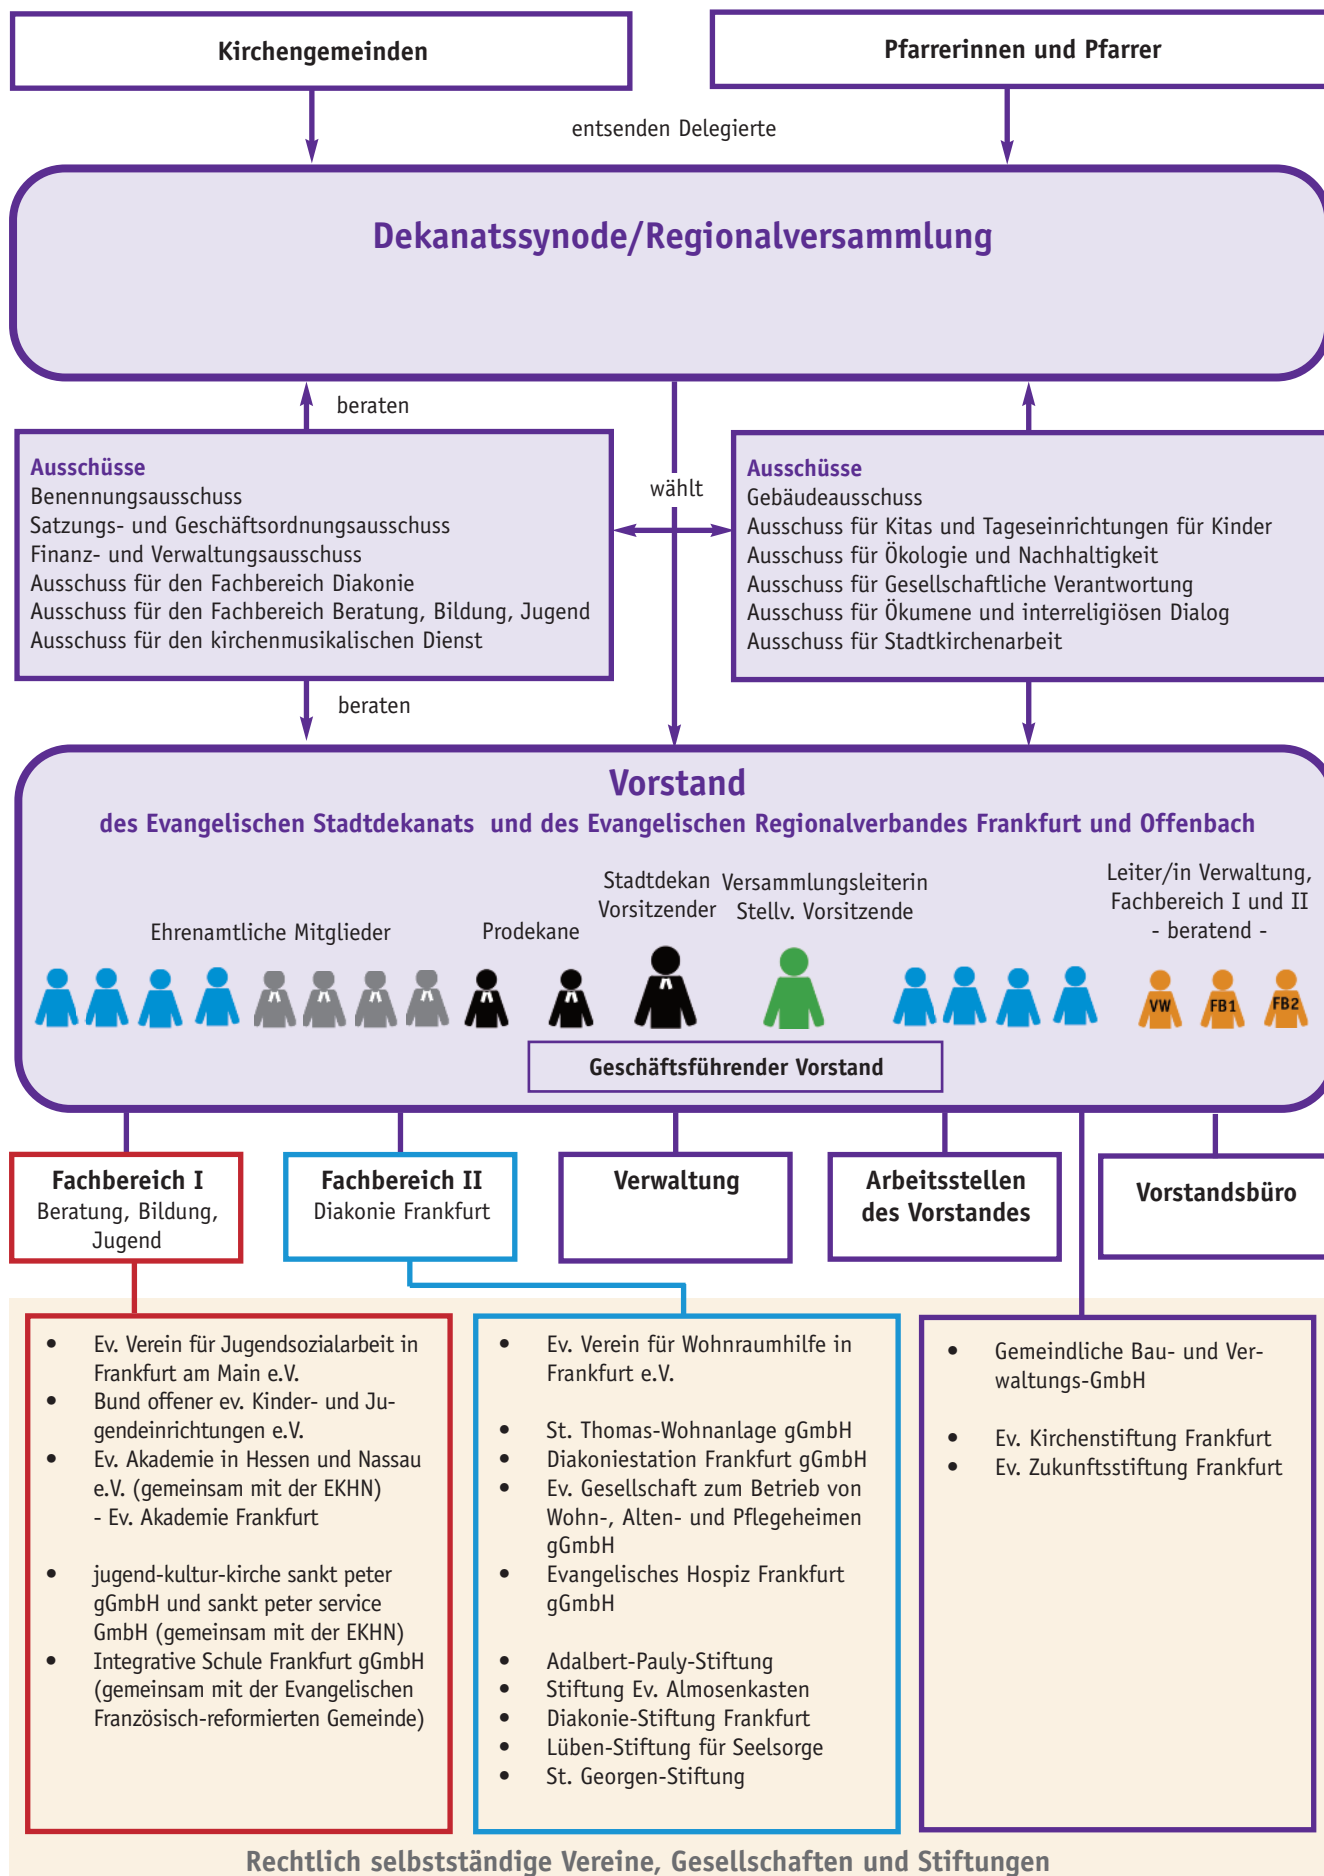 Kirchengemeinden
Pfarrerinnen und Pfarrer
entsenden Delegierte
Dekanatssynode/Regionalversammlung
beraten
Ausschüsse
Benennungsausschuss
Satzungs- und Geschäftsordnungsausschuss
Finanz- und Verwaltungsausschuss
Ausschuss für den Fachbereich Diakonie
Ausschuss für den Fachbereich Beratung, Bildung, Jugend
Ausschuss für den kirchenmusikalischen Dienst
wählt
Ausschüsse
Gebäudeausschuss
Ausschuss für Kitas und Tageseinrichtungen für Kinder
Ausschuss für Ökologie und Nachhaltigkeit
Ausschuss für Gesellschaftliche Verantwortung
Ausschuss für Ökumene und interreligiösen Dialog
Ausschuss für Stadtkirchenarbeit
beraten
Vorstand
des Evangelischen Stadtdekanats und des Evangelischen Regionalverbandes Frankfurt und Offenbach
Ehrenamtliche Mitglieder
Prodekane
Stadtdekan
Vorsitzender
Versammlungsleiterin
Stellv. Vorsitzende
Leiter/in Verwaltung,
Fachbereich I und II
- beratend -
VW
FB1
FB2
Geschäftsführender Vorstand
Fachbereich I
Beratung, Bildung,
Jugend
Fachbereich II
Diakonie Frankfurt
Verwaltung
Arbeitsstellen
des Vorstandes
Vorstandsbüro
• Ev. Verein für Jugendsozialarbeit in
Frankfurt am Main e.V.
• Bund offener ev. Kinder- und Ju-
gendeinrichtungen e.V.
• Ev. Akademie in Hessen und Nassau
e.V. (gemeinsam mit der EKHN)
- Ev. Akademie Frankfurt
• jugend-kultur-kirche sankt peter
gGmbH und sankt peter service
GmbH (gemeinsam mit der EKHN)
• Integrative Schule Frankfurt gGmbH
(gemeinsam mit der Evangelischen
Französisch-reformierten Gemeinde)
• Ev. Verein für Wohnraumhilfe in
Frankfurt e.V.
• St. Thomas-Wohnanlage gGmbH
• Diakoniestation Frankfurt gGmbH
• Ev. Gesellschaft zum Betrieb von
Wohn-, Alten- und Pflegeheimen
gGmbH
• Evangelisches Hospiz Frankfurt
gGmbH
• Adalbert-Pauly-Stiftung
• Stiftung Ev. Almosenkasten
• Diakonie-Stiftung Frankfurt
• Lüben-Stiftung für Seelsorge
• St. Georgen-Stiftung
• Gemeindliche Bau- und Ver-
waltungs-GmbH
• Ev. Kirchenstiftung Frankfurt
• Ev. Zukunftsstiftung Frankfurt
Rechtlich selbstständige Vereine, Gesellschaften und Stiftungen